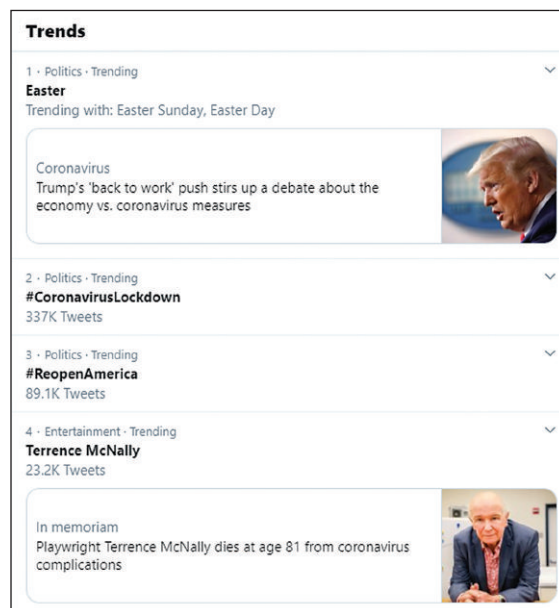 Trends
1 · Politics · Trending
Easter
Trending with: Easter Sunday, Easter Day
Coronavirus
Trump's 'back to work' push stirs up a debate about the
economy vs. coronavirus measures
2 · Politics · Trending
#CoronavirusLockdown
337K Tweets
3 · Politics · Trending
#ReopenAmerica
89.1K Tweets
4 · Entertainment · Trending
Terrence McNally
23.2K Tweets
In memoriam
Playwright Terrence McNally dies at age 81 from coronavirus
complications